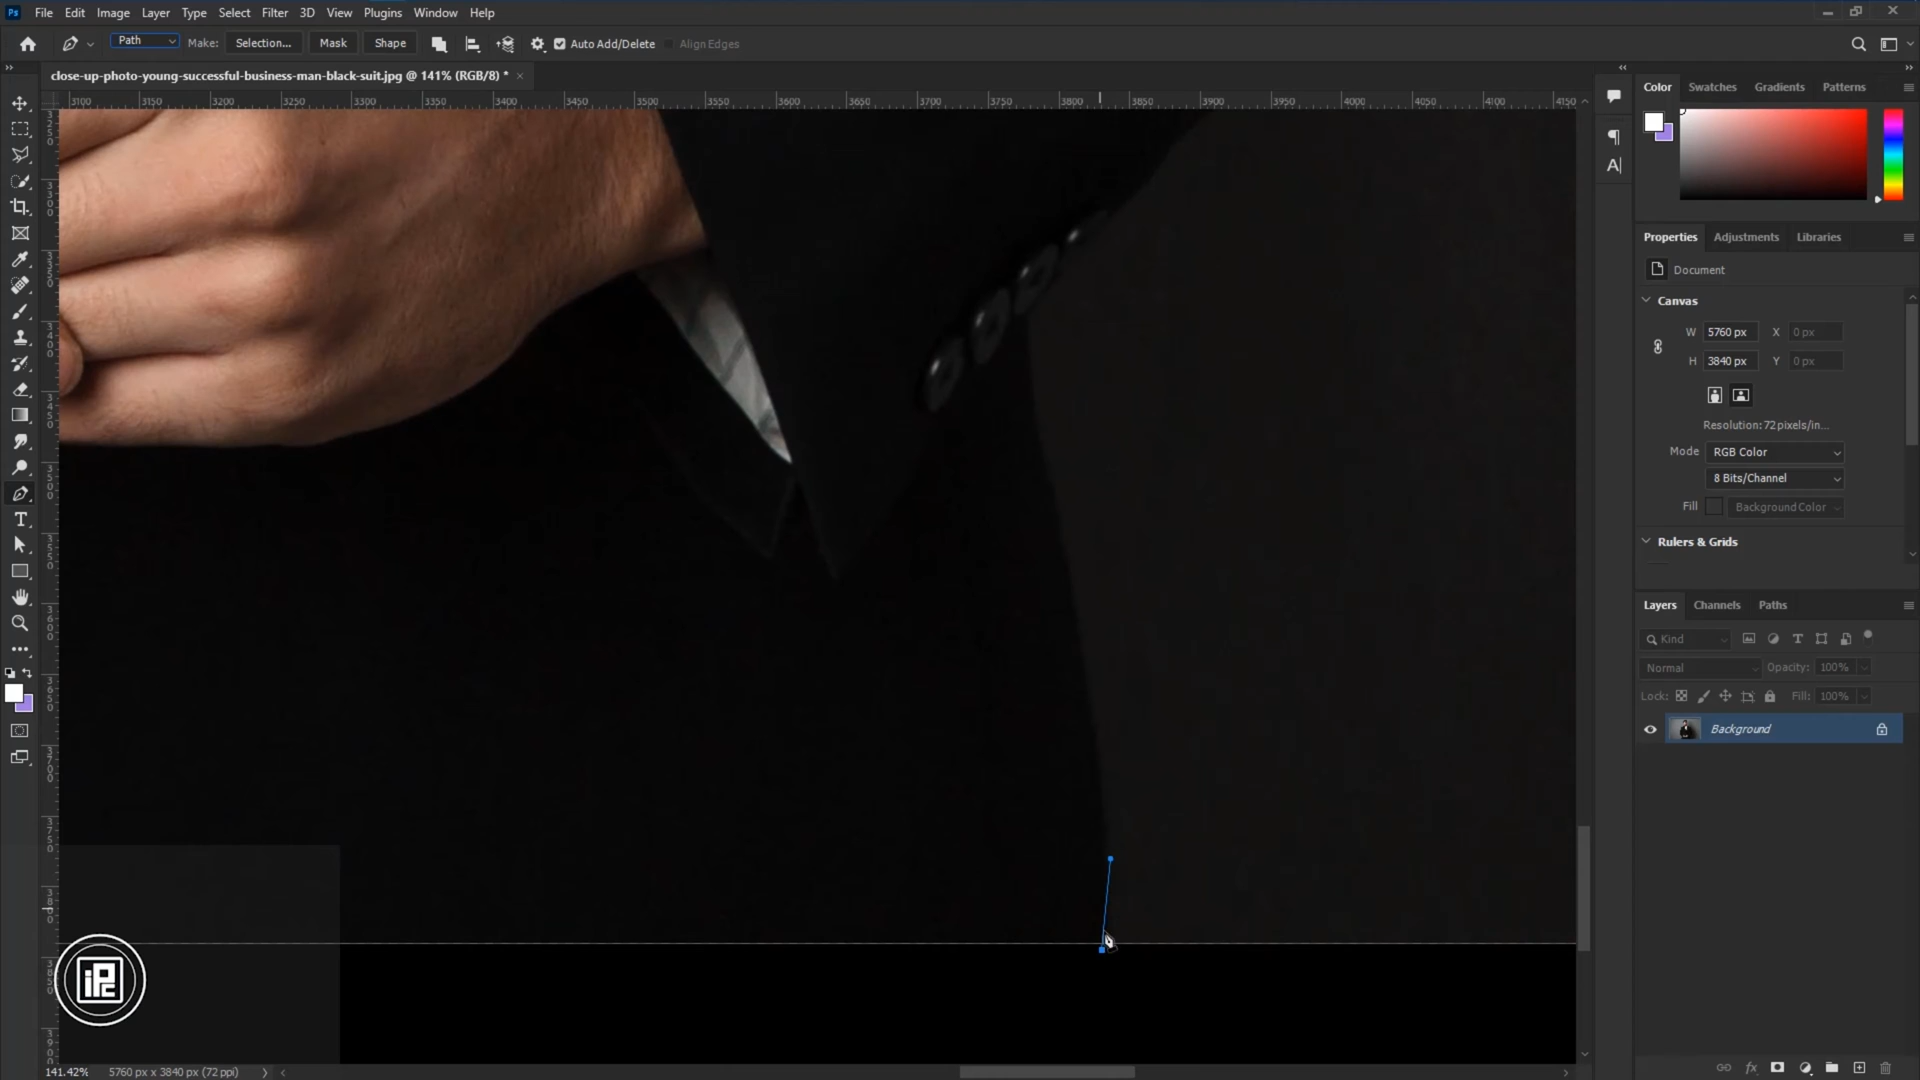 Ps File Edit Image Layer Type Select Filter 3D View Plugins Window Help
Path Make: Selection... Mask Shape Auto Add/Delete Align Edges
close-up-photo-young-successful-business-man-black-suit.jpg @ 141% (RGB/8) * ×
3100 3150 3200 3250 3300 3350 3400 3450 3500 3550 3600 3650 3700 3750 3800 3850 3900 3950 4000 4050 4100 4150
Color Swatches Gradients Patterns
Properties Adjustments Libraries
Document
Canvas
W 5760 px X 0 px
H 3840 px Y 0 px
Resolution: 72 pixels/in...
Mode RGB Color
8 Bits/Channel
Fill Background Color
Rulers & Grids
Layers Channels Paths
Kind
Normal Opacity: 100%
Lock: Fill: 100%
Background
fx
iPc
141.42% 5760 px x 3840 px (72 ppi)